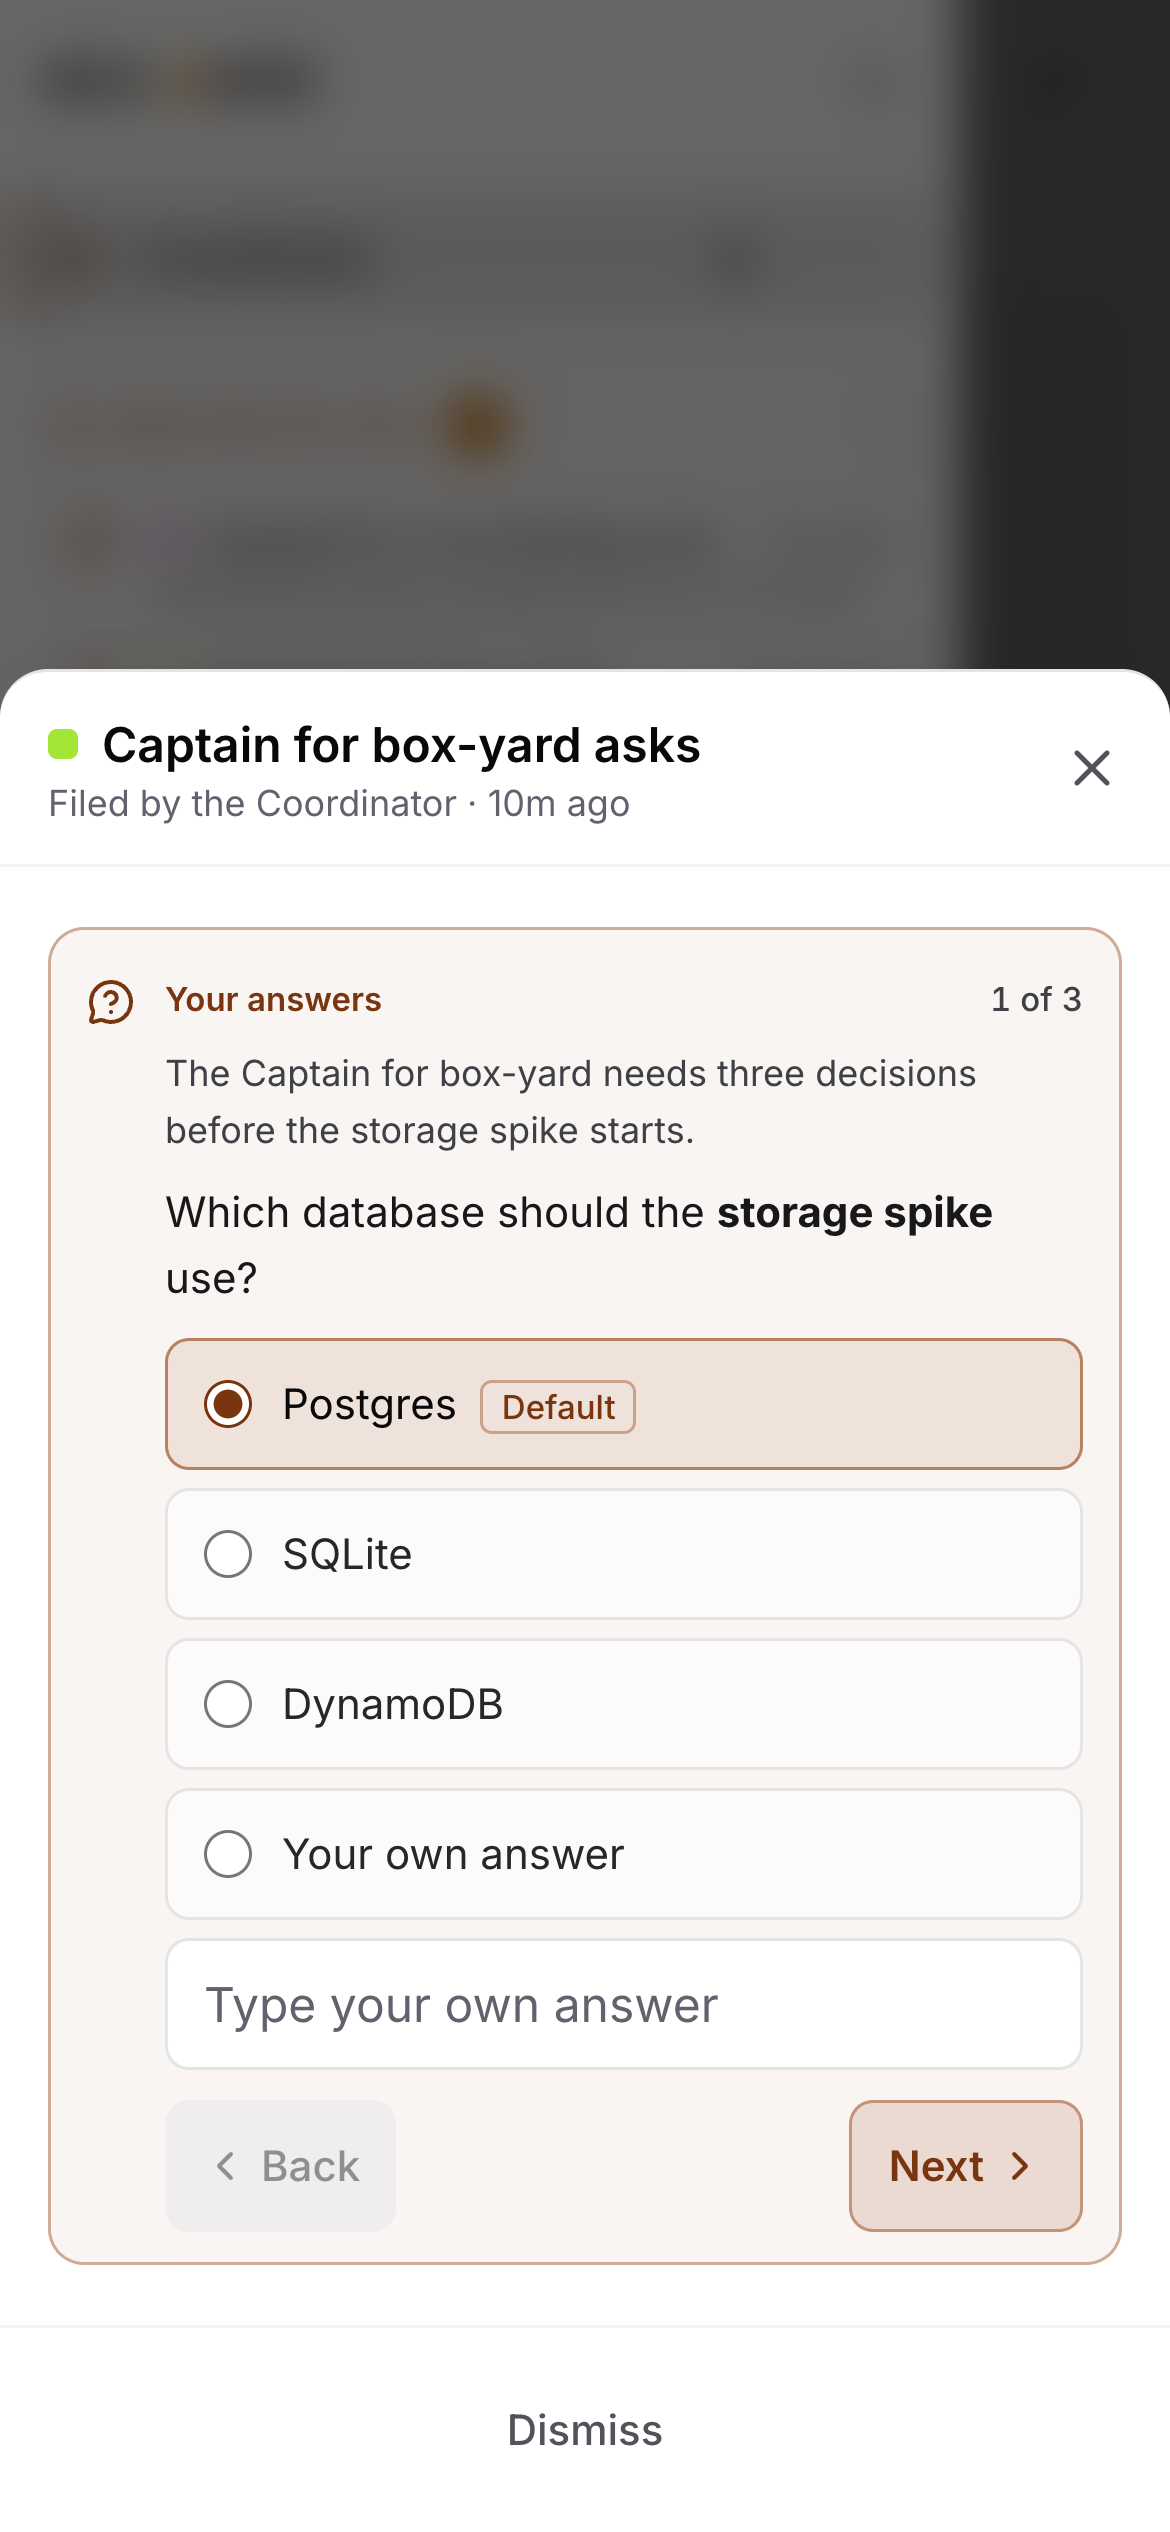 Captain for box-yard asks
Filed by the Coordinator · 10m ago
Your answers
1 of 3
The Captain for box-yard needs three decisions
before the storage spike starts.
Which database should the storage spike
use?
Postgres Default
SQLite
DynamoDB
Your own answer
Type your own answer
Back
Next
Dismiss